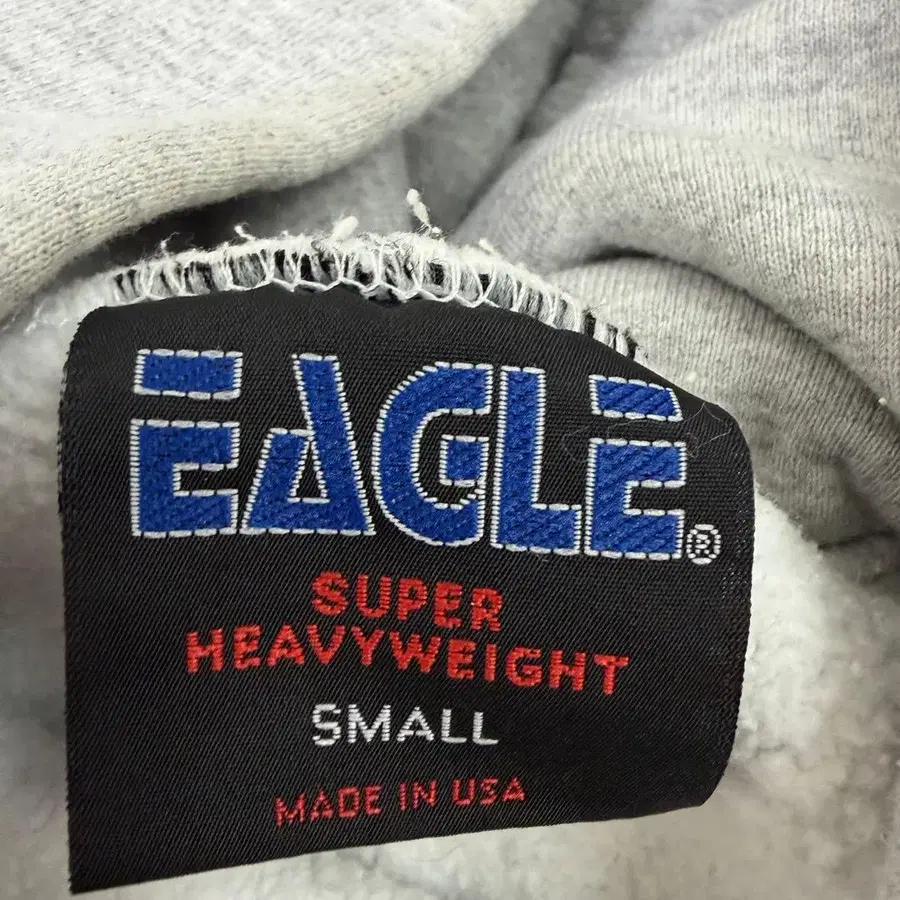 EAGLE®
SUPER
HEAVYWEIGHT
SMALL
MADE IN USA